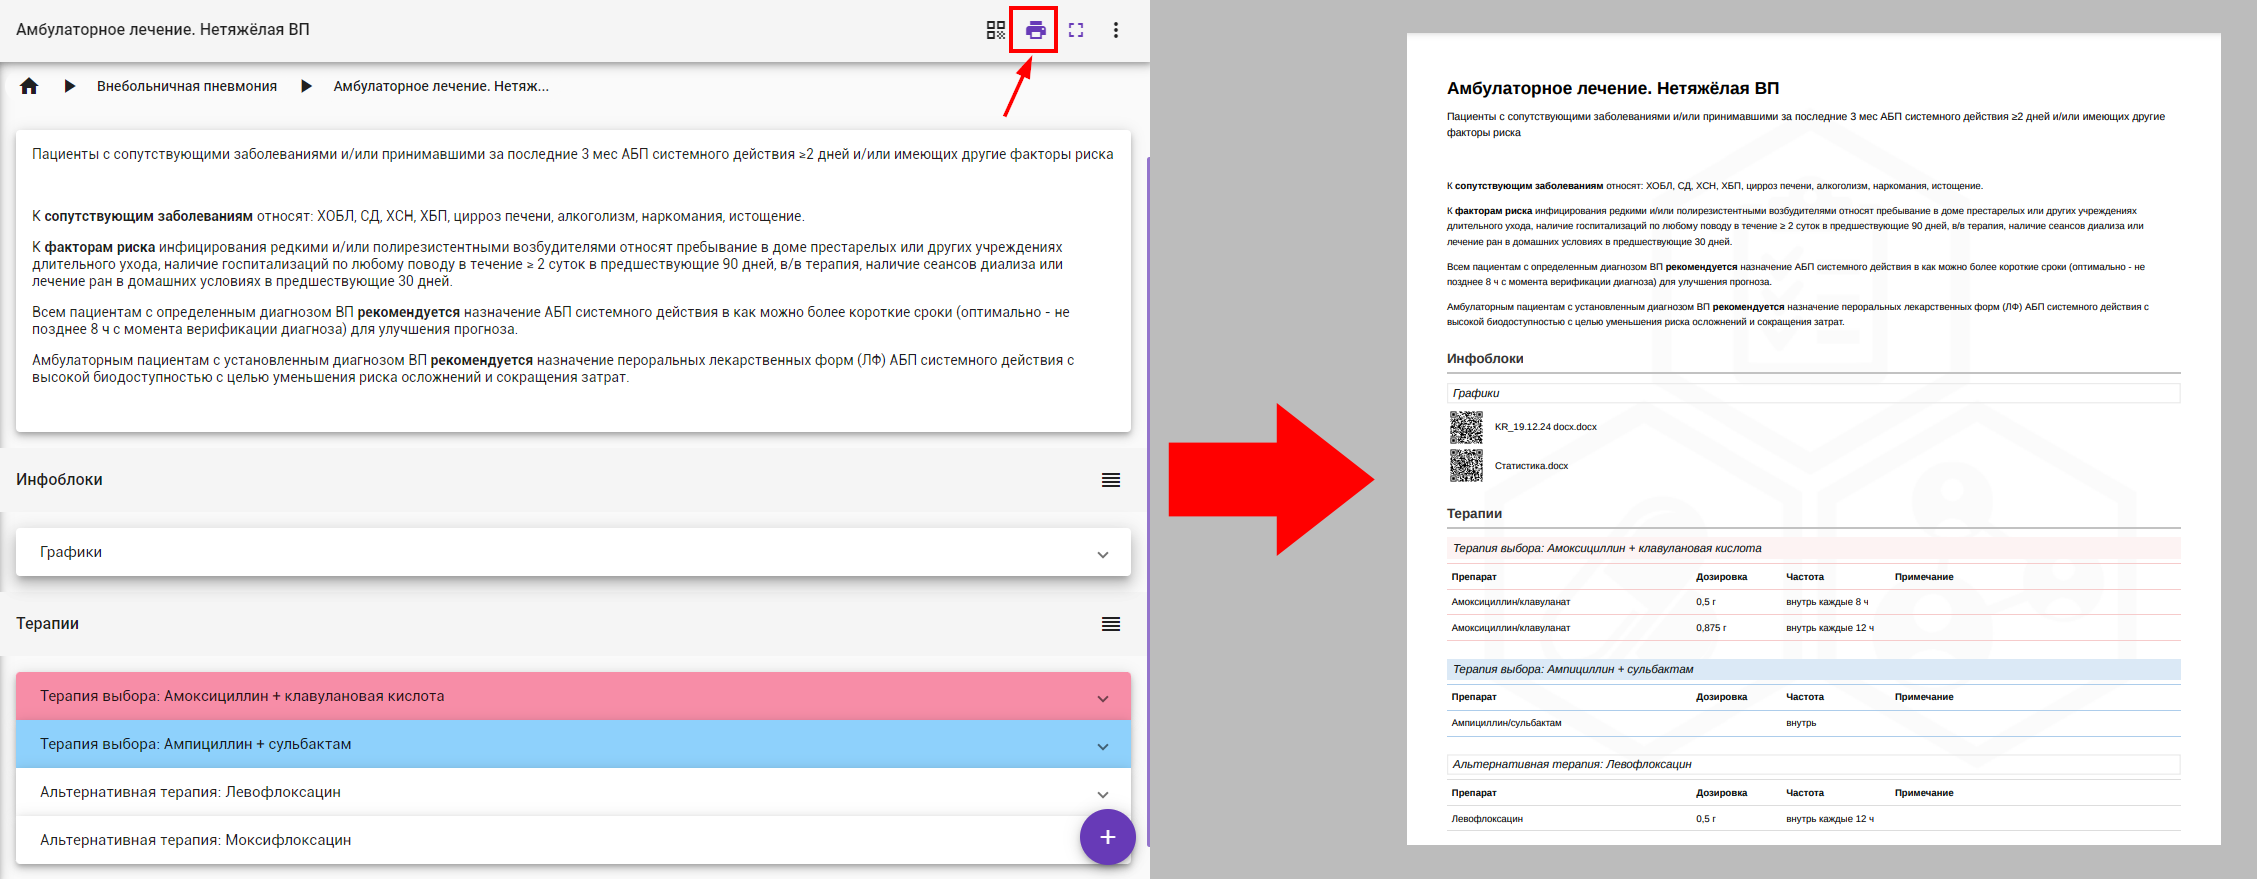 Амбулаторное лечение. Нетяжёлая ВП
Внебольничная пневмония
Амбулаторное лечение. Нетяж...
Пациенты с сопутствующими заболеваниями и/или принимавшими за последние 3 мес АБП системного действия ≥2 дней и/или имеющих другие факторы риска
К сопутствующим заболеваниям относят: ХОБЛ, СД, ХСН, ХБП, цирроз печени, алкоголизм, наркомания, истощение.
К факторам риска инфицирования редкими и/или полирезистентными возбудителями относят пребывание в доме престарелых или других учреждениях
длительного ухода, наличие госпитализаций по любому поводу в течение ≥ 2 суток в предшествующие 90 дней, в/в терапия, наличие сеансов диализа или
лечение ран в домашних условиях в предшествующие 30 дней.
Всем пациентам с определенным диагнозом ВП рекомендуется назначение АБП системного действия в как можно более короткие сроки (оптимально - не
позднее 8 ч с момента верификации диагноза) для улучшения прогноза.
Амбулаторным пациентам с установленным диагнозом ВП рекомендуется назначение пероральных лекарственных форм (ЛФ) АБП системного действия с
высокой биодоступностью с целью уменьшения риска осложнений и сокращения затрат.
Инфоблоки
Графики
Терапии
Терапия выбора: Амоксициллин + клавулановая кислота
Терапия выбора: Ампициллин + сульбактам
Альтернативная терапия: Левофлоксацин
Альтернативная терапия: Моксифлоксацин
+
Амбулаторное лечение. Нетяжёлая ВП
Пациенты с сопутствующими заболеваниями и/или принимавшими за последние 3 мес АБП системного действия ≥2 дней и/или имеющих другие
факторы риска
К сопутствующим заболеваниям относят: ХОБЛ, СД, ХСН, ХБП, цирроз печени, алкоголизм, наркомания, истощение.
К факторам риска инфицирования редкими и/или полирезистентными возбудителями относят пребывание в доме престарелых или других учреждениях
длительного ухода, наличие госпитализаций по любому поводу в течение ≥ 2 суток в предшествующие 90 дней, в/в терапия, наличие сеансов диализа или
лечение ран в домашних условиях в предшествующие 30 дней.
Всем пациентам с определенным диагнозом ВП рекомендуется назначение АБП системного действия в как можно более короткие сроки (оптимально - не
позднее 8 ч с момента верификации диагноза) для улучшения прогноза.
Амбулаторным пациентам с установленным диагнозом ВП рекомендуется назначение пероральных лекарственных форм (ЛФ) АБП системного действия с
высокой биодоступностью с целью уменьшения риска осложнений и сокращения затрат.
Инфоблоки
Графики
KR_19.12.24 docx.docx
Статистика.docx
Терапии
Терапия выбора: Амоксициллин + клавулановая кислота
Препарат Дозировка Частота Примечание
Амоксициллин/клавуланат 0,5 г внутрь каждые 8 ч
Амоксициллин/клавуланат 0,875 г внутрь каждые 12 ч
Терапия выбора: Ампициллин + сульбактам
Препарат Дозировка Частота Примечание
Ампициллин/сульбактам внутрь
Альтернативная терапия: Левофлоксацин
Препарат Дозировка Частота Примечание
Левофлоксацин 0,5 г внутрь каждые 12 ч